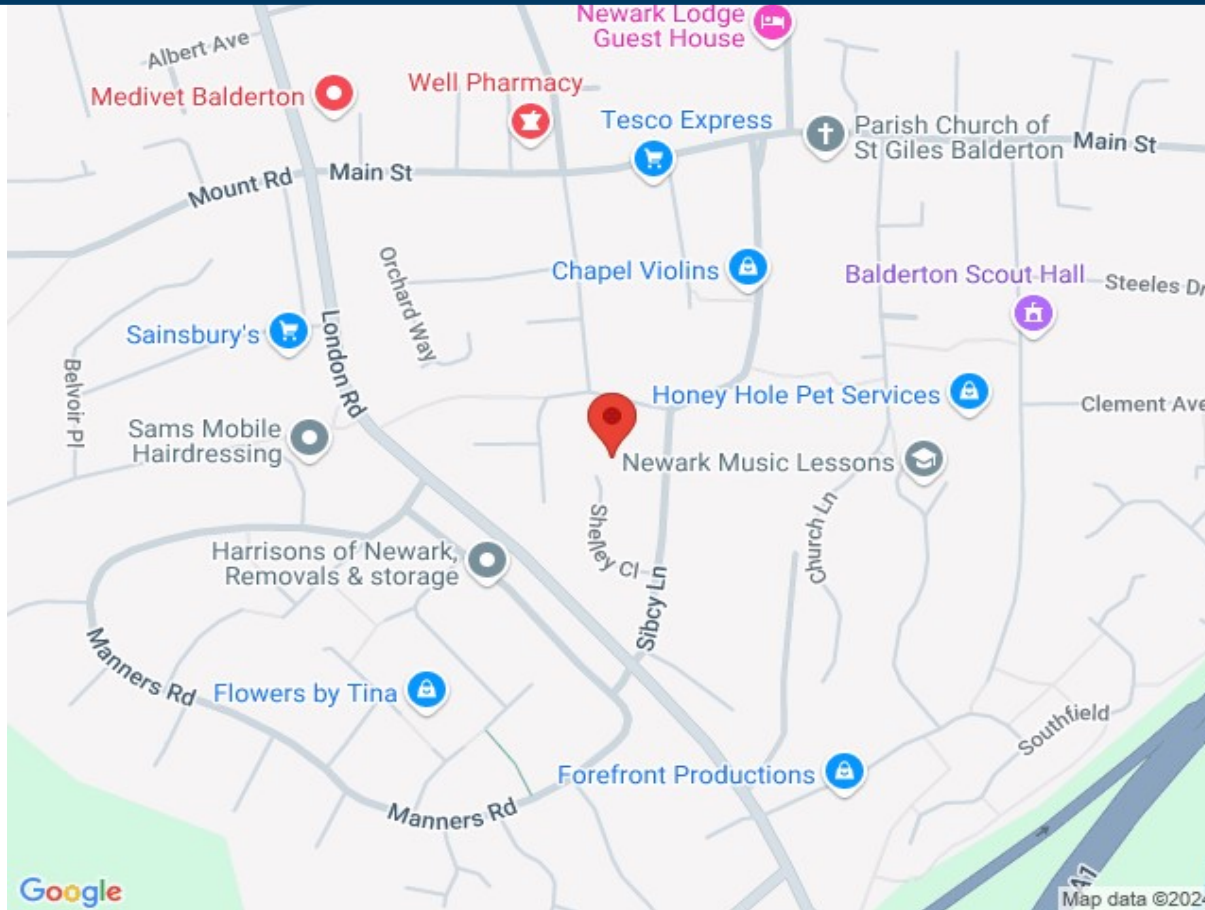 Newark Lodge
Guest House
Albert Ave
Medivet Balderton
Well Pharmacy
Tesco Express
Parish Church of
St Giles Balderton
Main St
Mount Rd
Main St
Orchard Way
Chapel Violins
Balderton Scout Hall
Steeles Dr
Sainsbury's
London Rd
Belvoir Pl
Honey Hole Pet Services
Clement Ave
Sams Mobile
Hairdressing
Newark Music Lessons
Shelley Cl
Church Ln
Harrisons of Newark,
Removals & storage
Sibcy Ln
Manners Rd
Flowers by Tina
Southfield
Forefront Productions
Manners Rd
A1
Google
Map data ©2024